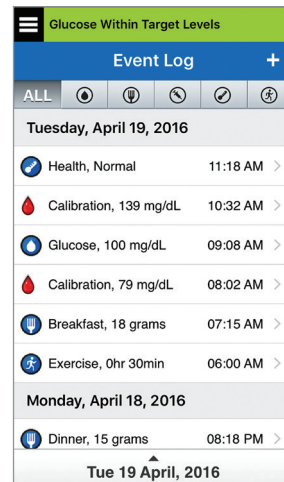 Glucose Within Target Levels
Event Log +
ALL
Tuesday, April 19, 2016
Health, Normal 11:18 AM
Calibration, 139 mg/dL 10:32 AM
Glucose, 100 mg/dL 09:08 AM
Calibration, 79 mg/dL 08:02 AM
Breakfast, 18 grams 07:15 AM
Exercise, 0hr 30min 06:00 AM
Monday, April 18, 2016
Dinner, 15 grams 08:18 PM
Tue 19 April, 2016